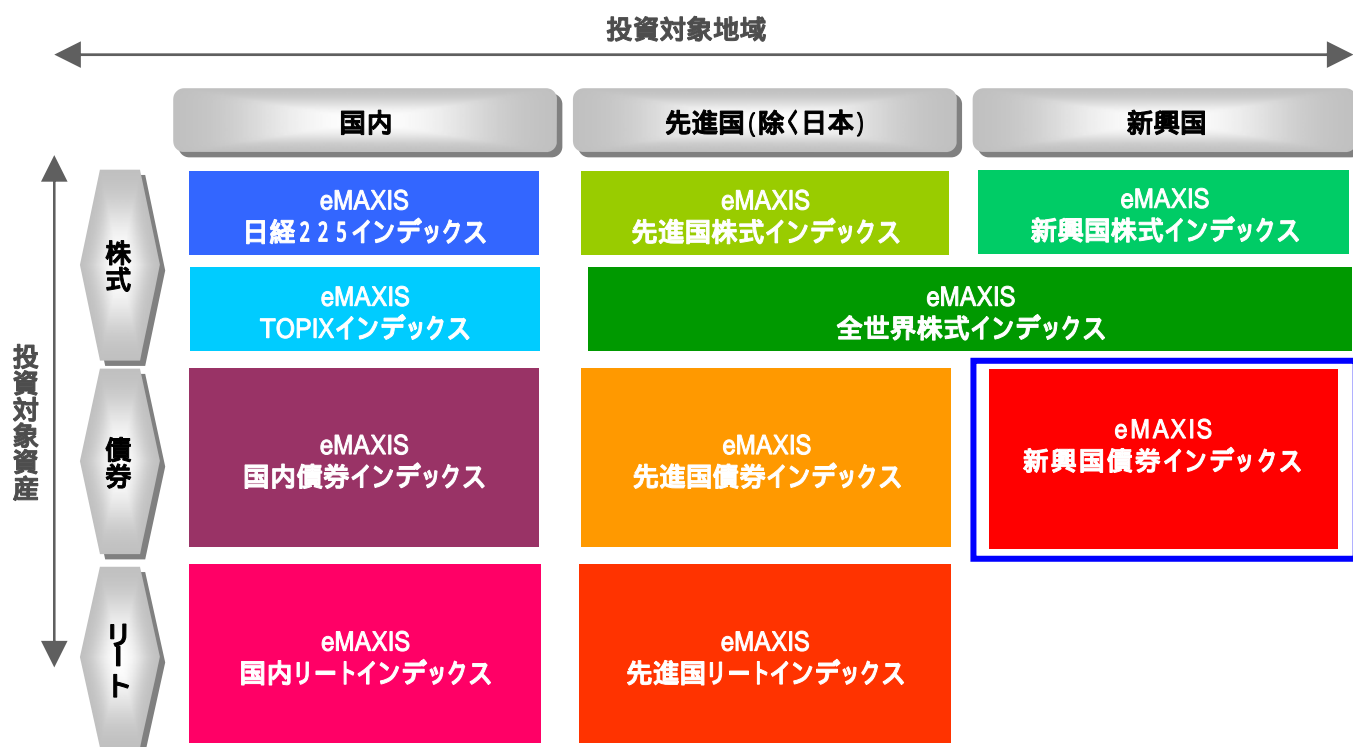 投資対象地域
国内
先進国(除く日本)
新興国
投資対象資産
株式
eMAXIS
日経225インデックス
eMAXIS
先進国株式インデックス
eMAXIS
新興国株式インデックス
eMAXIS
TOPIXインデックス
eMAXIS
全世界株式インデックス
債券
eMAXIS
国内債券インデックス
eMAXIS
先進国債券インデックス
eMAXIS
新興国債券インデックス
リート
eMAXIS
国内リートインデックス
eMAXIS
先進国リートインデックス